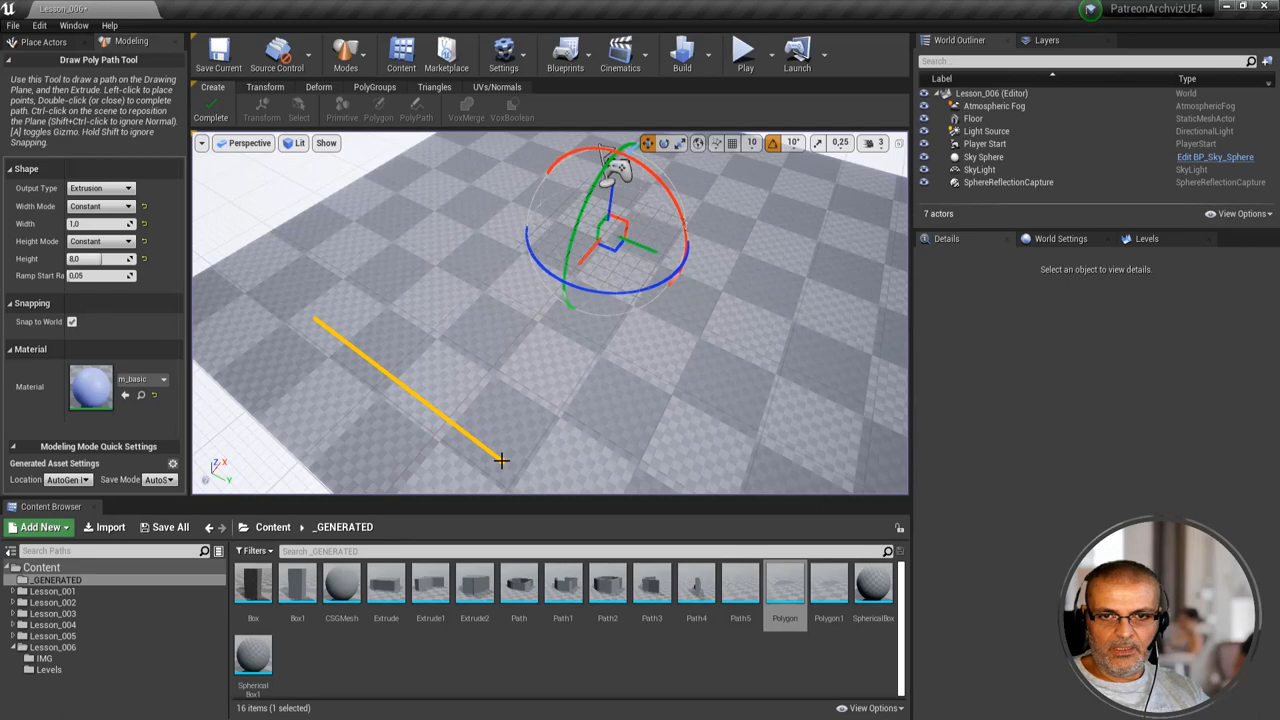 Lesson_006*
PatreonArchvizUE4
File Edit Window Help
Place Actors
Modeling
Draw Poly Path Tool
Use this Tool to draw a path on the Drawing
Plane, and then Extrude. Left-click to place
points, Double-click (or close) to complete
path. Ctrl-click on the scene to reposition
the Plane (Shift+Ctrl-click to ignore Normal).
[A] toggles Gizmo. Hold Shift to ignore
Snapping.
Shape
Output Type Extrusion
Width Mode Constant
Width 1.0
Height Mode Constant
Height 8.0
Ramp Start Ra 0,05
Snapping
Snap to World
Material
Material m_basic
Modeling Mode Quick Settings
Generated Asset Settings
Location AutoGen Save Mode AutoS
Save Current Source Control Modes Content Marketplace Settings Blueprints Cinematics Build Play Launch
Create Transform Deform PolyGroups Triangles UVs/Normals
Complete Transform Select Primitive Polygon PolyPath VoxMerge VoxBoolean
Perspective Lit Show
10 10° 0,25 3
Z X
Y
World Outliner Layers
Search...
Label Type
Lesson_006 (Editor) World
Atmospheric Fog AtmosphericFog
Floor StaticMeshActor
Light Source DirectionalLight
Player Start PlayerStart
Sky Sphere Edit BP_Sky_Sphere
SkyLight SkyLight
SphereReflectionCapture SphereReflectionCapture
7 actors View Options
Details World Settings Levels
Select an object to view details.
Content Browser
Add New Import Save All Content _GENERATED
Search Paths
Filters Search _GENERATED
Content
_GENERATED
Lesson_001
Lesson_002
Lesson_003
Lesson_004
Lesson_005
Lesson_006
IMG
Levels
Box Box1 CSGMesh Extrude Extrude1 Extrude2 Path Path1 Path2 Path3 Path4 Path5 Polygon Polygon1 SphericalBox
Spherical
Box1
16 items (1 selected) View Options